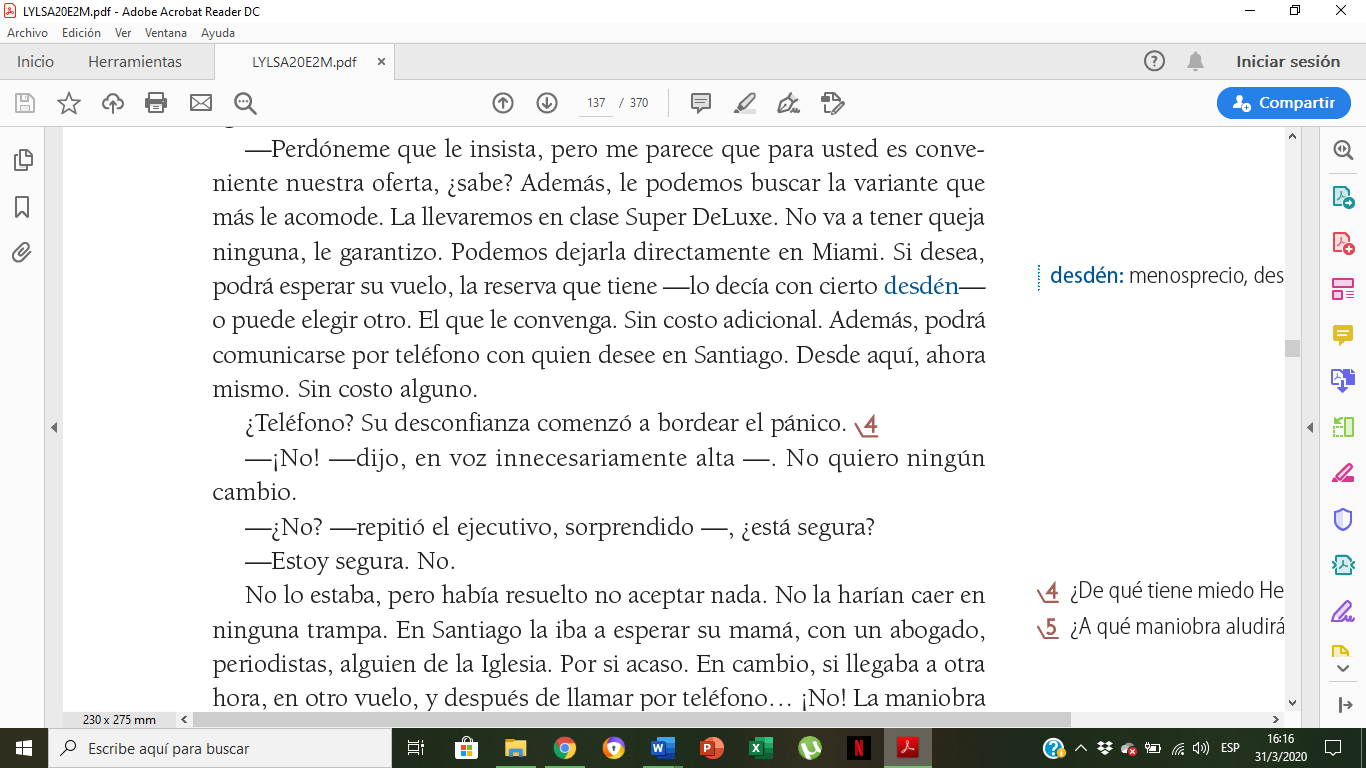 LYLSA20E2M.pdf - Adobe Acrobat Reader DC
Archivo Edición Ver Ventana Ayuda
Inicio Herramientas LYLSA20E2M.pdf × Iniciar sesión
137 / 370 Compartir
—Perdóneme que le insista, pero me parece que para usted es conve-
niente nuestra oferta, ¿sabe? Además, le podemos buscar la variante que
más le acomode. La llevaremos en clase Super DeLuxe. No va a tener queja
ninguna, le garantizo. Podemos dejarla directamente en Miami. Si desea,
podrá esperar su vuelo, la reserva que tiene —lo decía con cierto desdén—
o puede elegir otro. El que le convenga. Sin costo adicional. Además, podrá
comunicarse por teléfono con quien desee en Santiago. Desde aquí, ahora
mismo. Sin costo alguno.
¿Teléfono? Su desconfianza comenzó a bordear el pánico. 4
—¡No! —dijo, en voz innecesariamente alta —. No quiero ningún
cambio.
—¿No? —repitió el ejecutivo, sorprendido —, ¿está segura?
—Estoy segura. No.
No lo estaba, pero había resuelto no aceptar nada. No la harían caer en
ninguna trampa. En Santiago la iba a esperar su mamá, con un abogado,
periodistas, alguien de la Iglesia. Por si acaso. En cambio, si llegaba a otra
hora, en otro vuelo, y después de llamar por teléfono... ¡No! La maniobra
desdén: menosprecio, des
4 ¿De qué tiene miedo He
5 ¿A qué maniobra aludirá
230 x 275 mm
Escribe aquí para buscar
ESP
16:16
31/3/2020